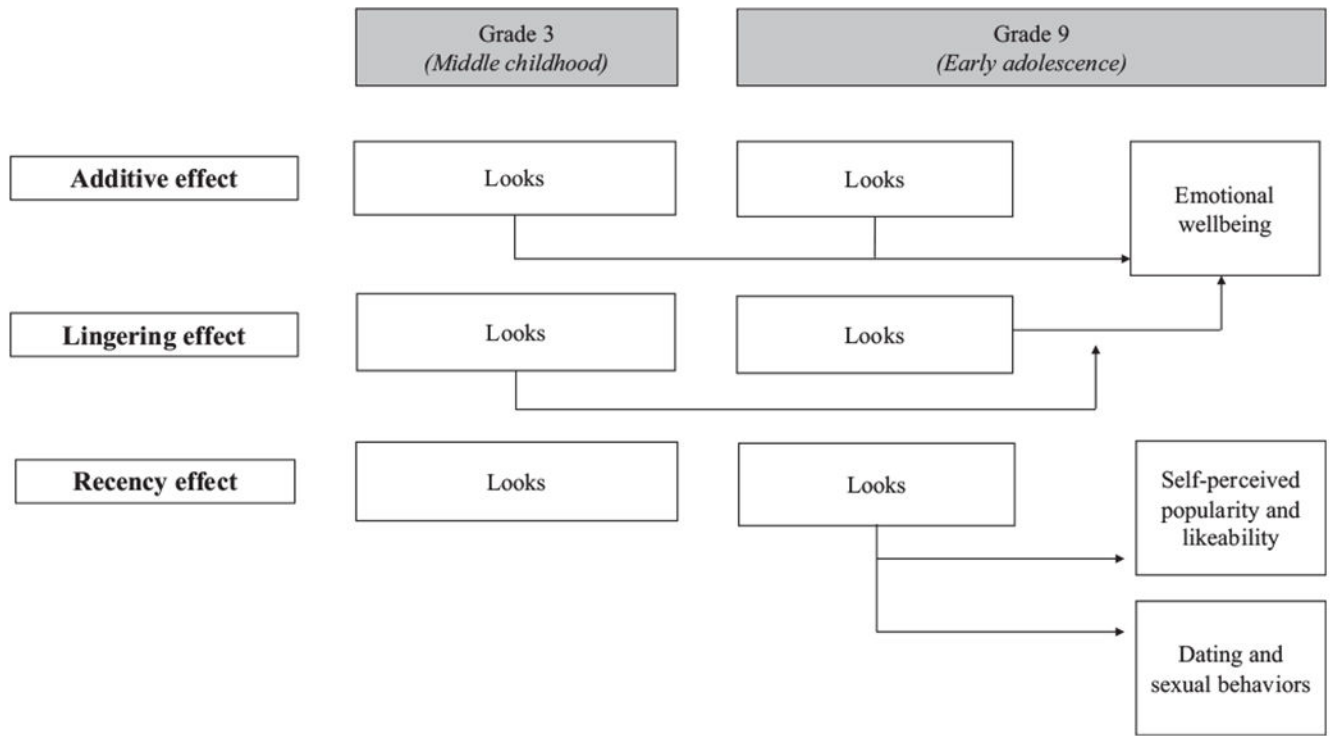 Grade 3
(Middle childhood)
Grade 9
(Early adolescence)
Additive effect
Looks
Looks
Emotional
wellbeing
Lingering effect
Looks
Looks
Recency effect
Looks
Looks
Self-perceived
popularity and
likeability
Dating and
sexual behaviors